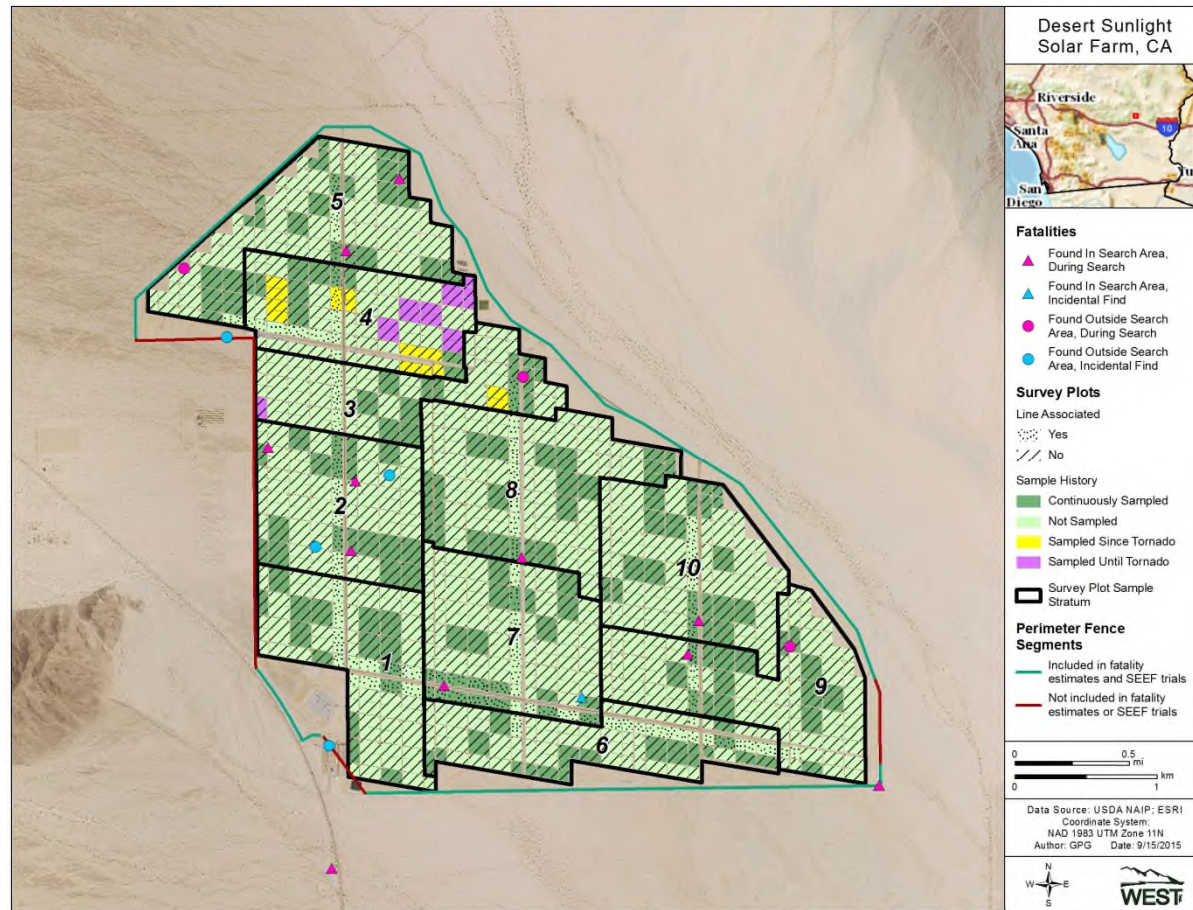 Desert Sunlight
Solar Farm, CA
Riverside
10
Santa
Ana
San
Diego
Yu
5
4
3
2
8
10
7
1
9
6
Fatalities
Found In Search Area,
During Search
Found In Search Area,
Incidental Find
Found Outside Search
Area, During Search
Found Outside Search
Area, Incidental Find
Survey Plots
Line Associated
Yes
No
Sample History
Continuously Sampled
Not Sampled
Sampled Since Tornado
Sampled Until Tornado
Survey Plot Sample
Stratum
Perimeter Fence
Segments
Included in fatality
estimates and SEEF trials
Not included in fatality
estimates or SEEF trials
0 0.5
mi
km
0 1
Data Source: USDA NAIP; ESRI
Coordinate System:
NAD 1983 UTM Zone 11N
Author: GPG Date: 9/15/2015
N
W E
S
WEST